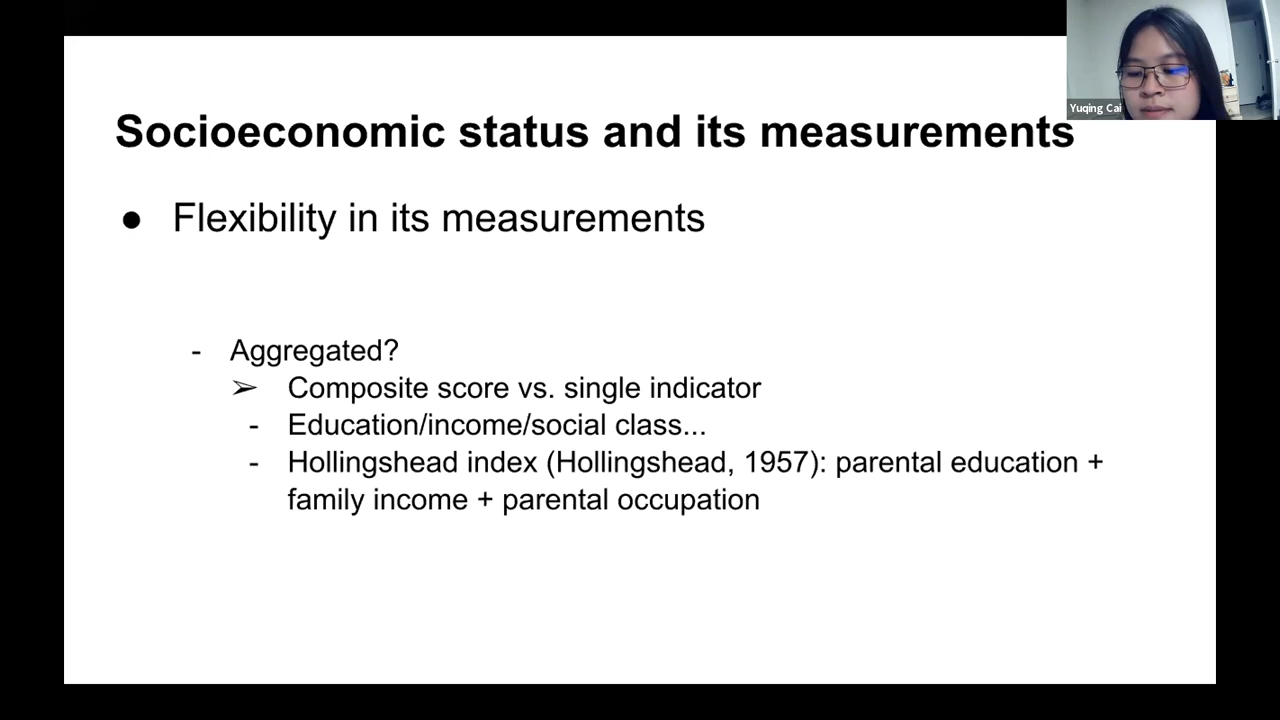 Yuqing Cai
Socioeconomic status and its measurements
● Flexibility in its measurements
- Aggregated?
➢ Composite score vs. single indicator
- Education/income/social class...
- Hollingshead index (Hollingshead, 1957): parental education +
family income + parental occupation